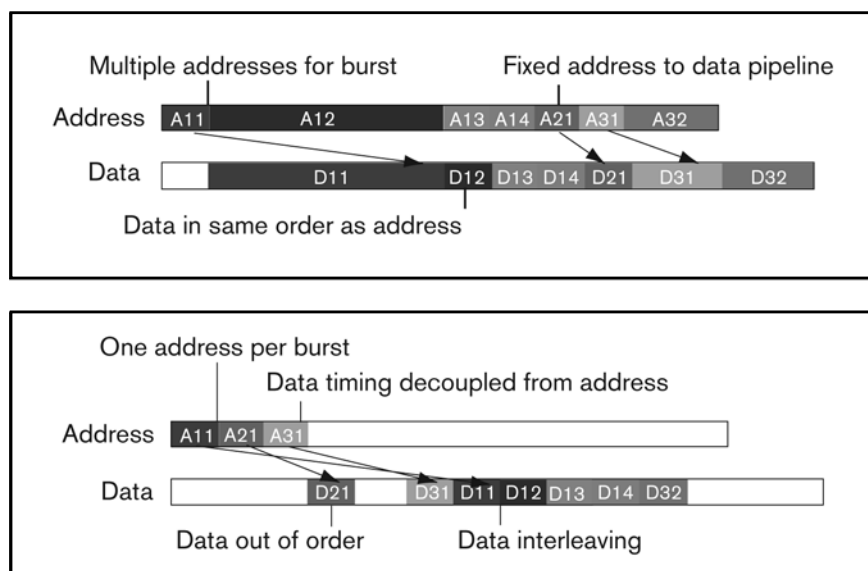 Multiple addresses for burst Fixed address to data pipeline
Address A11 A12 A13 A14 A21 A31 A32
Data D11 D12 D13 D14 D21 D31 D32
Data in same order as address
One address per burst
Data timing decoupled from address
Address A11 A21 A31
Data D21 D31 D11 D12 D13 D14 D32
Data out of order Data interleaving